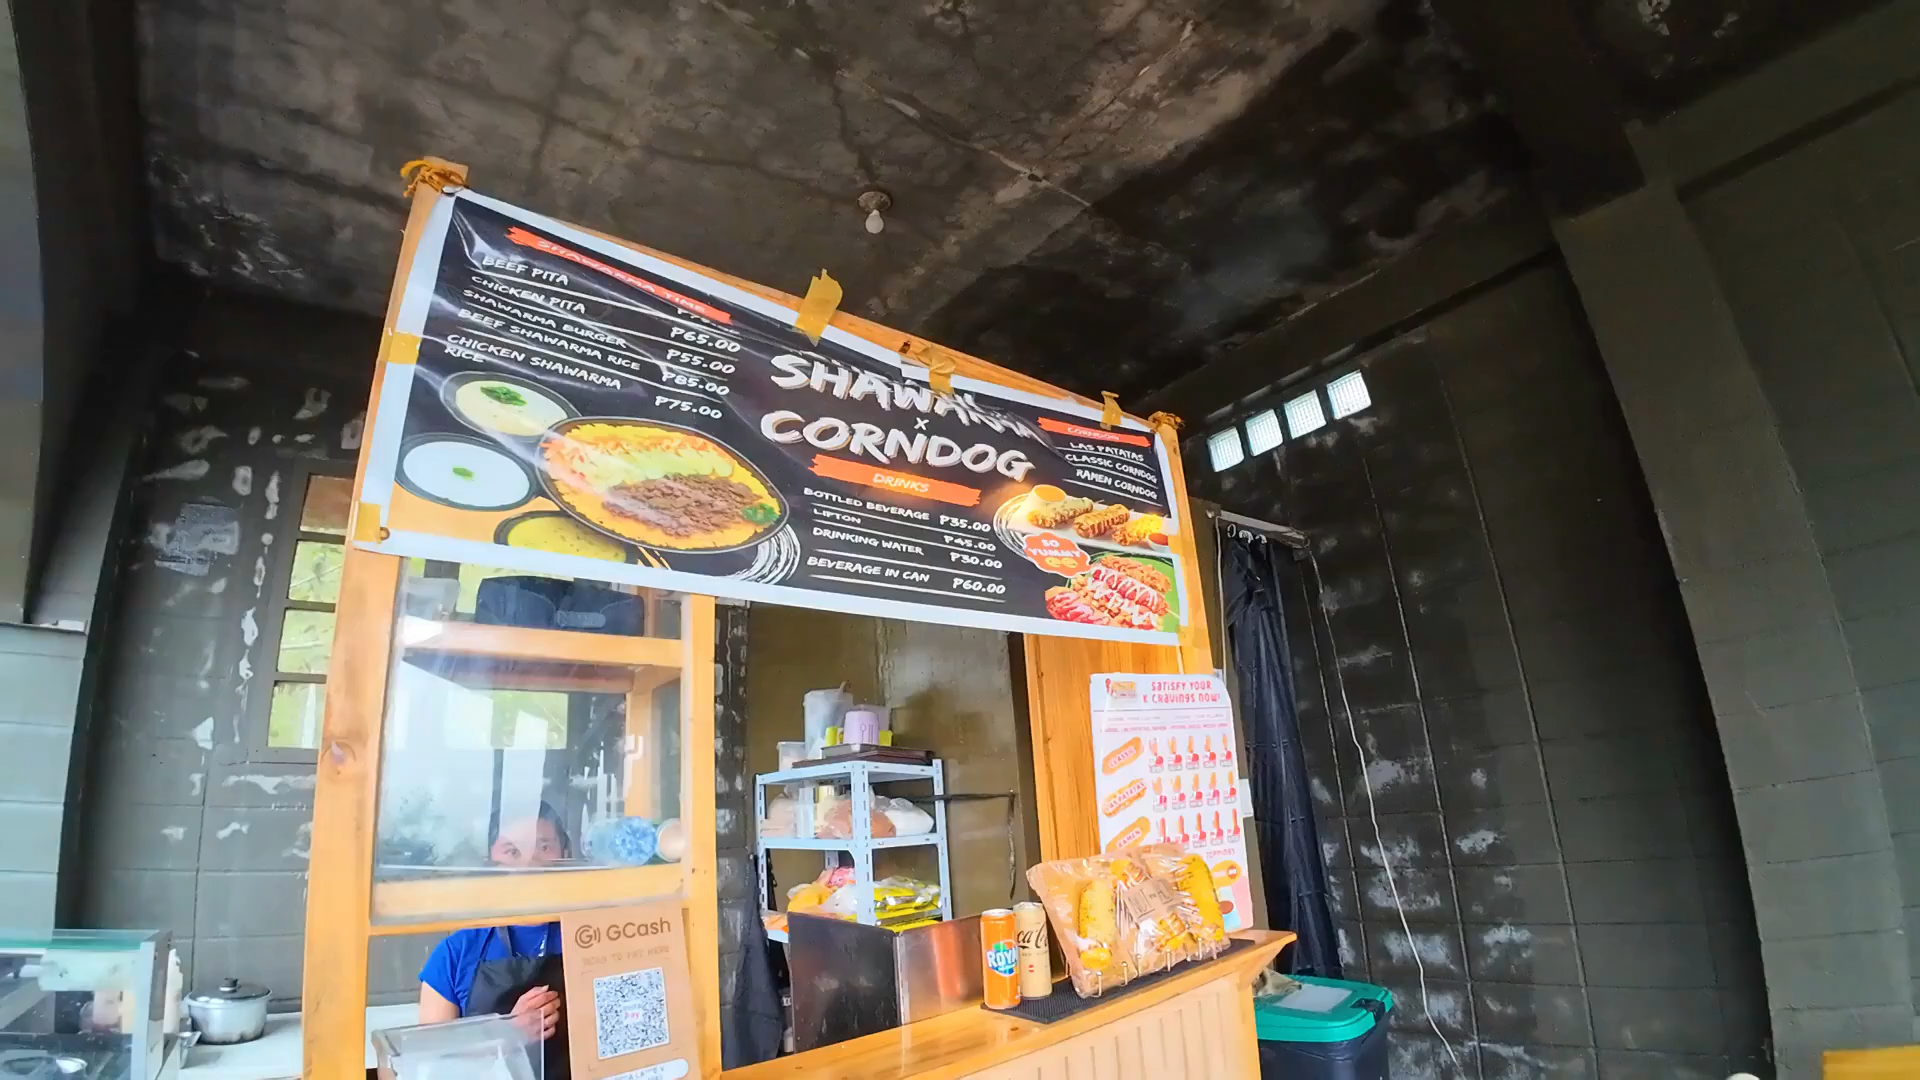 SHAWARMA TIME
BEEF PITA
CHICKEN PITA ₱65.00
SHAWARMA BURGER ₱55.00
BEEF SHAWARMA RICE ₱85.00
CHICKEN SHAWARMA
RICE ₱75.00
SHAWARMA
X
CORNDOG
DRINKS
BOTTLED BEVERAGE ₱35.00
LIPTON ₱45.00
DRINKING WATER ₱30.00
BEVERAGE IN CAN ₱60.00
CORNDOG
LAS PATATAS
CLASSIC CORNDOG
RAMEN CORNDOG
SO
YUMMY
SATISFY YOUR
K CRAVINGS NOW!
CLASSIC
LAS PATATAS
RAMEN
TOPPINGS
GCash
SCAN TO PAY HERE